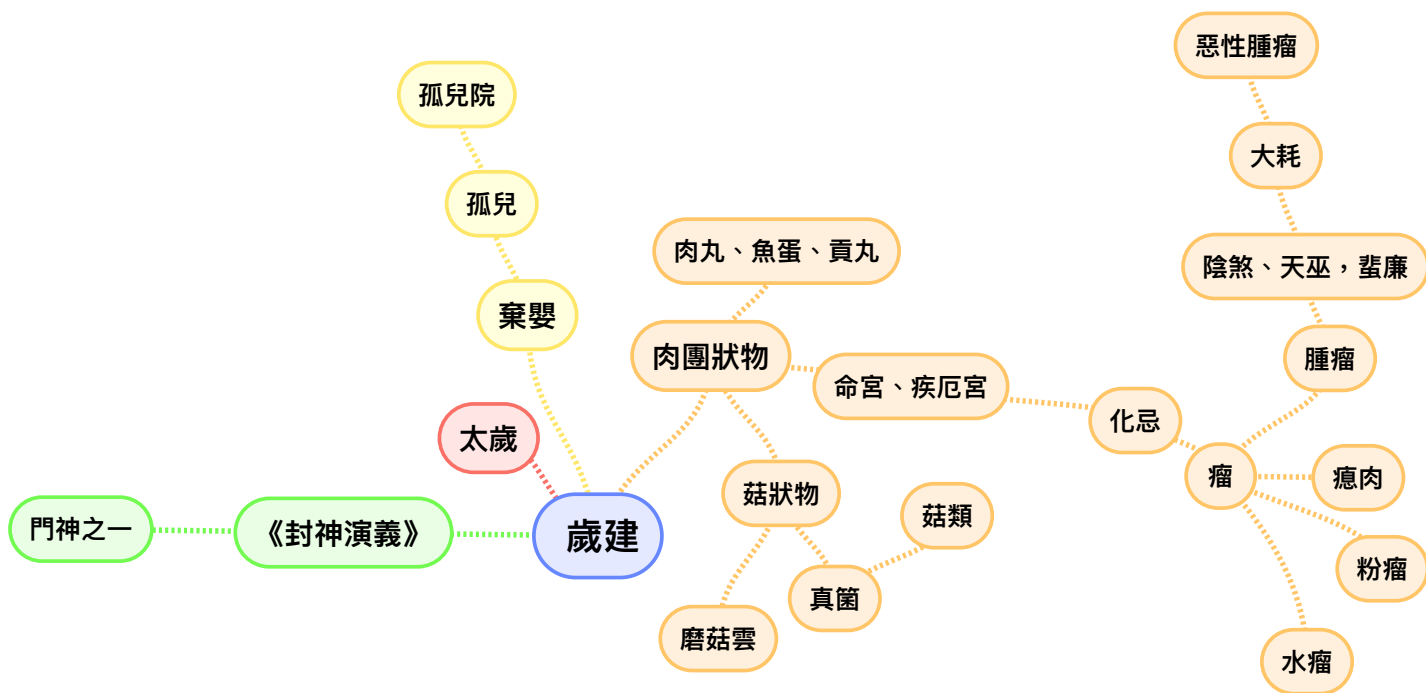 惡性腫瘤
孤兒院
大耗
孤兒
肉丸、魚蛋、貢丸
陰煞、天巫，蜚廉
棄嬰
肉團狀物
腫瘤
命宮、疾厄宮
化忌
太歲
瘤
瘜肉
菇狀物
菇類
門神之一
《封神演義》
歲建
粉瘤
真箘
磨菇雲
水瘤